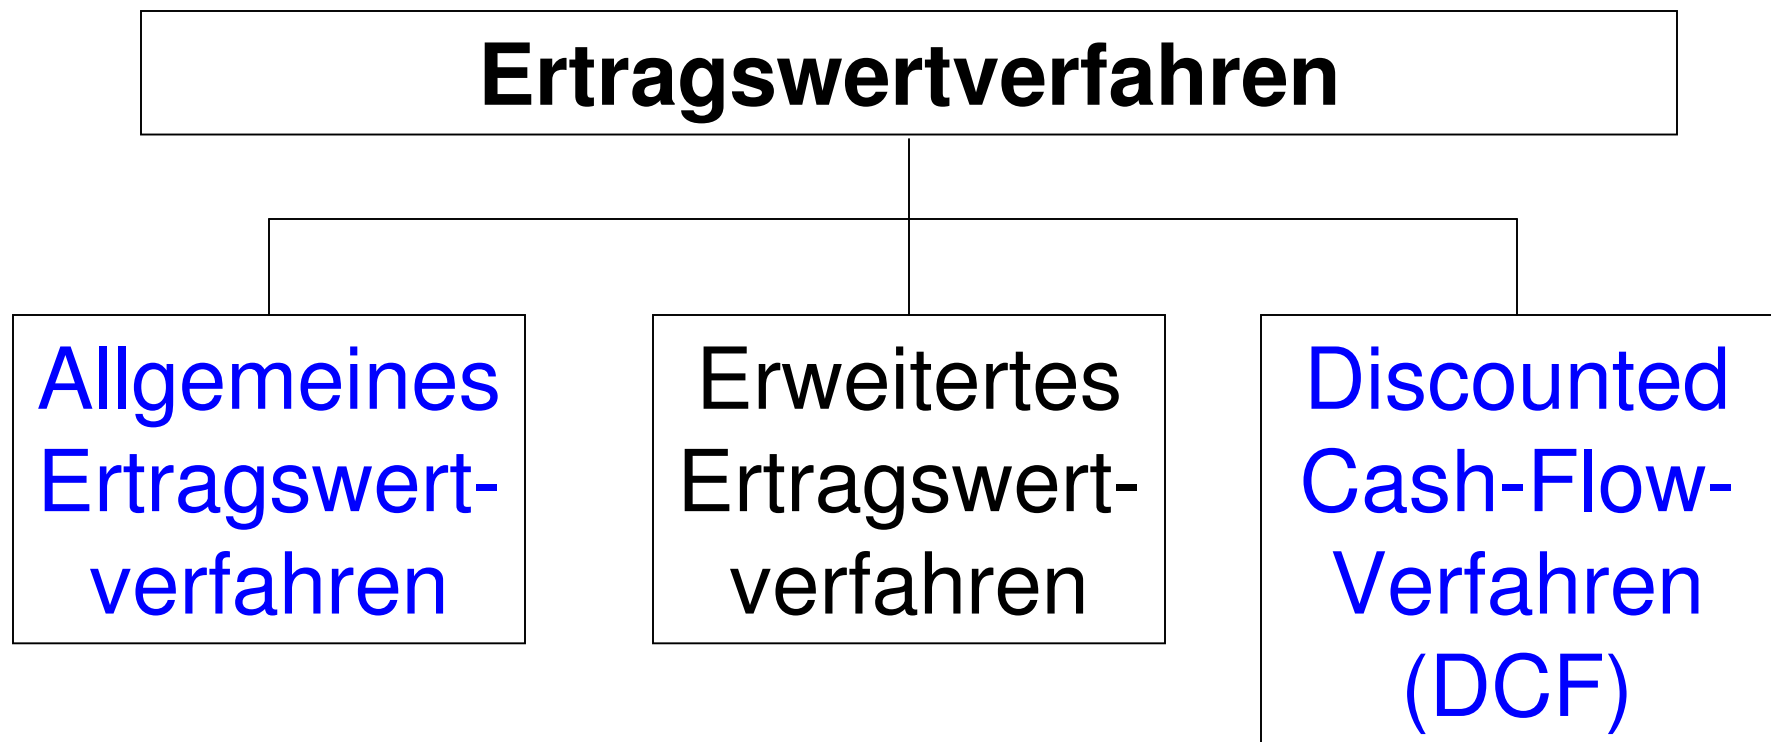 Ertragswertverfahren
Allgemeines
Ertragswert-
verfahren
Erweitertes
Ertragswert-
verfahren
Discounted
Cash-Flow-
Verfahren
(DCF)